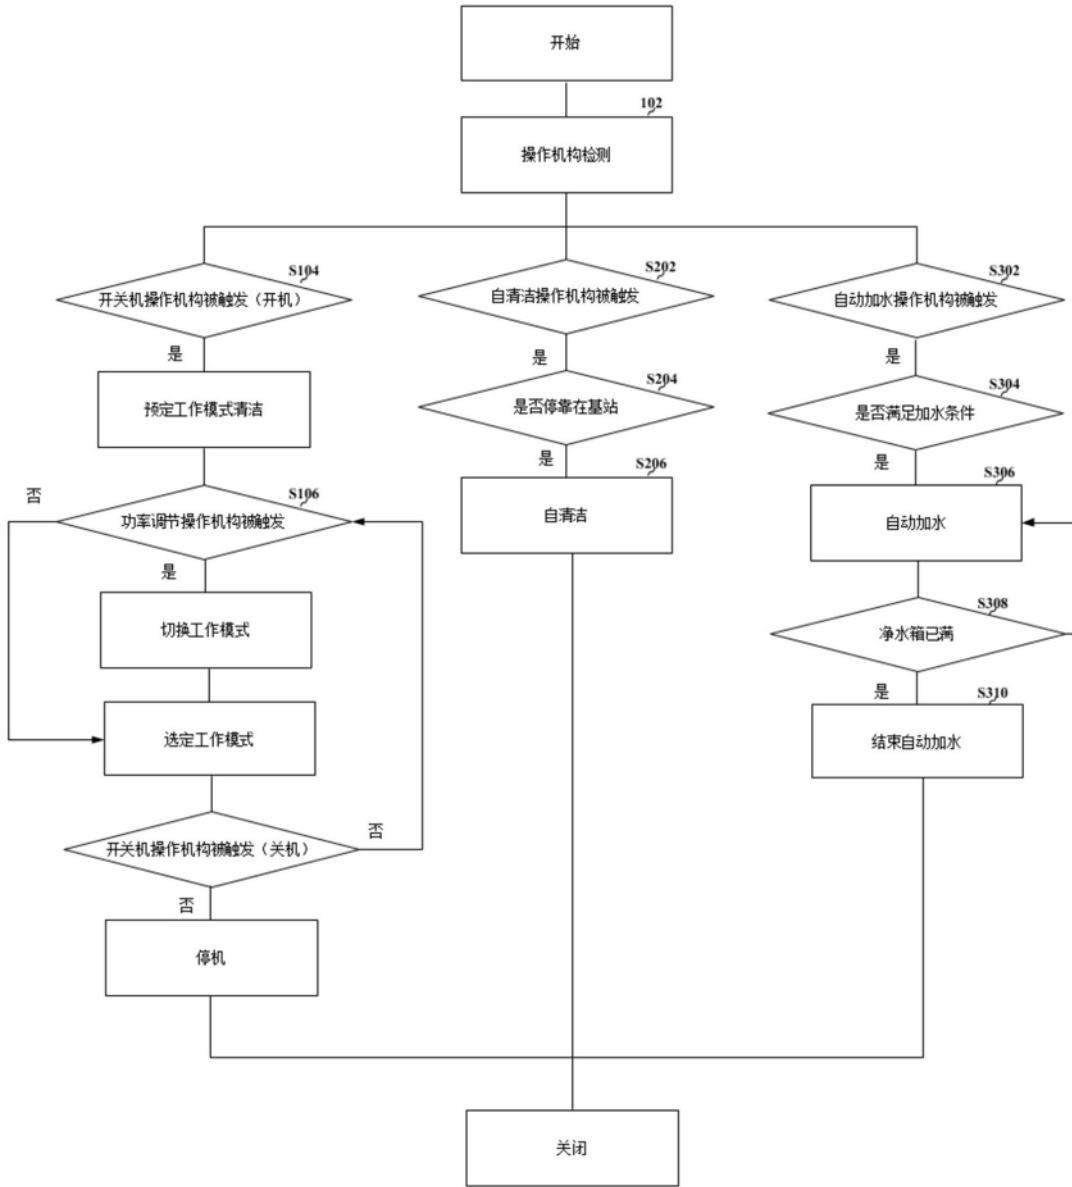 开始
102
操作机构检测
S104
开关机操作机构被触发（开机）
是
预定工作模式清洁
否
S106
功率调节操作机构被触发
是
切换工作模式
选定工作模式
开关机操作机构被触发（关机）
否
否
停机
S202
自清洁操作机构被触发
是
S204
是否停靠在基站
是
S206
自清洁
S302
自动加水操作机构被触发
是
S304
是否满足加水条件
是
S306
自动加水
S308
净水箱已满
是
S310
结束自动加水
关闭